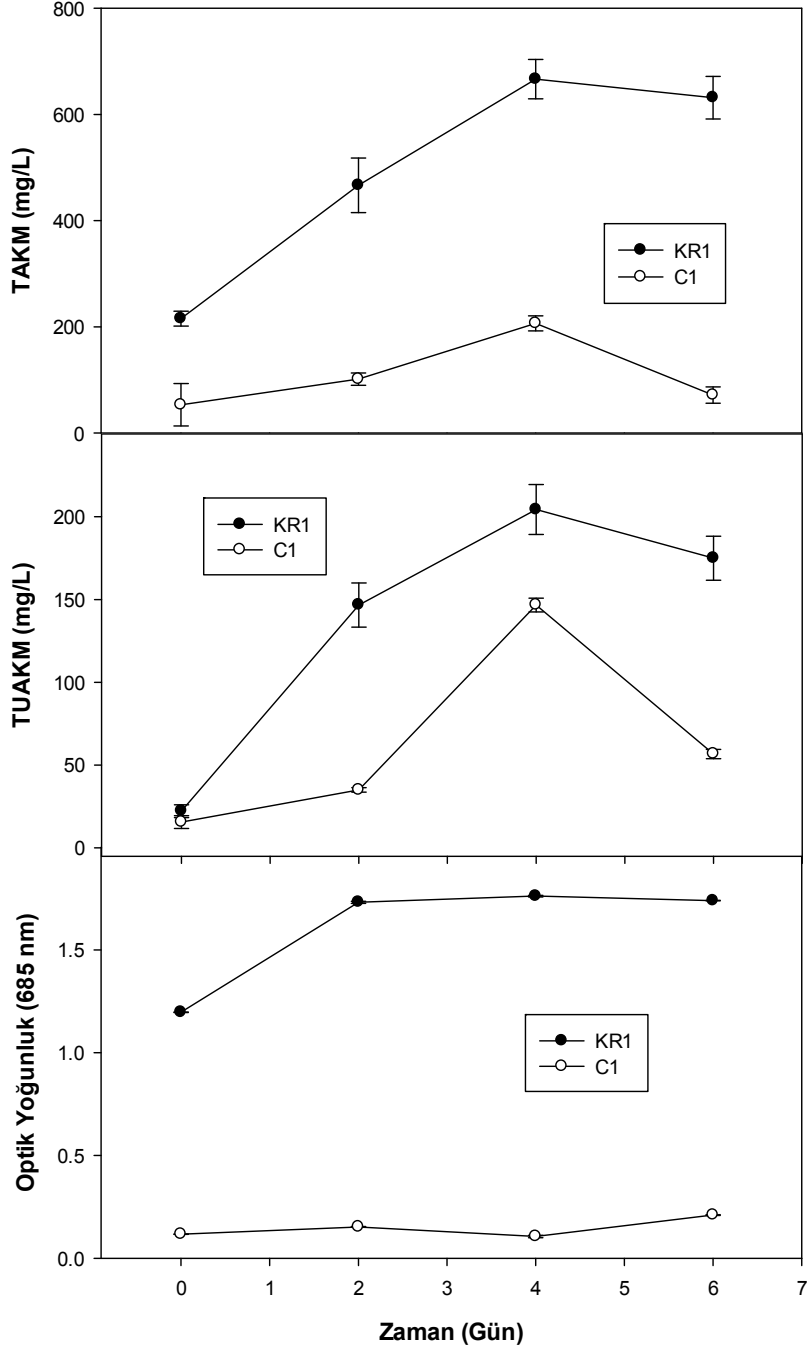 800
600
400
200
0
TAKM (mg/L)
KR1
C1
200
150
100
50
0
TUAKM (mg/L)
KR1
C1
1.5
1.0
0.5
0.0
Optik Yoğunluk (685 nm)
KR1
C1
0 1 2 3 4 5 6 7
Zaman (Gün)